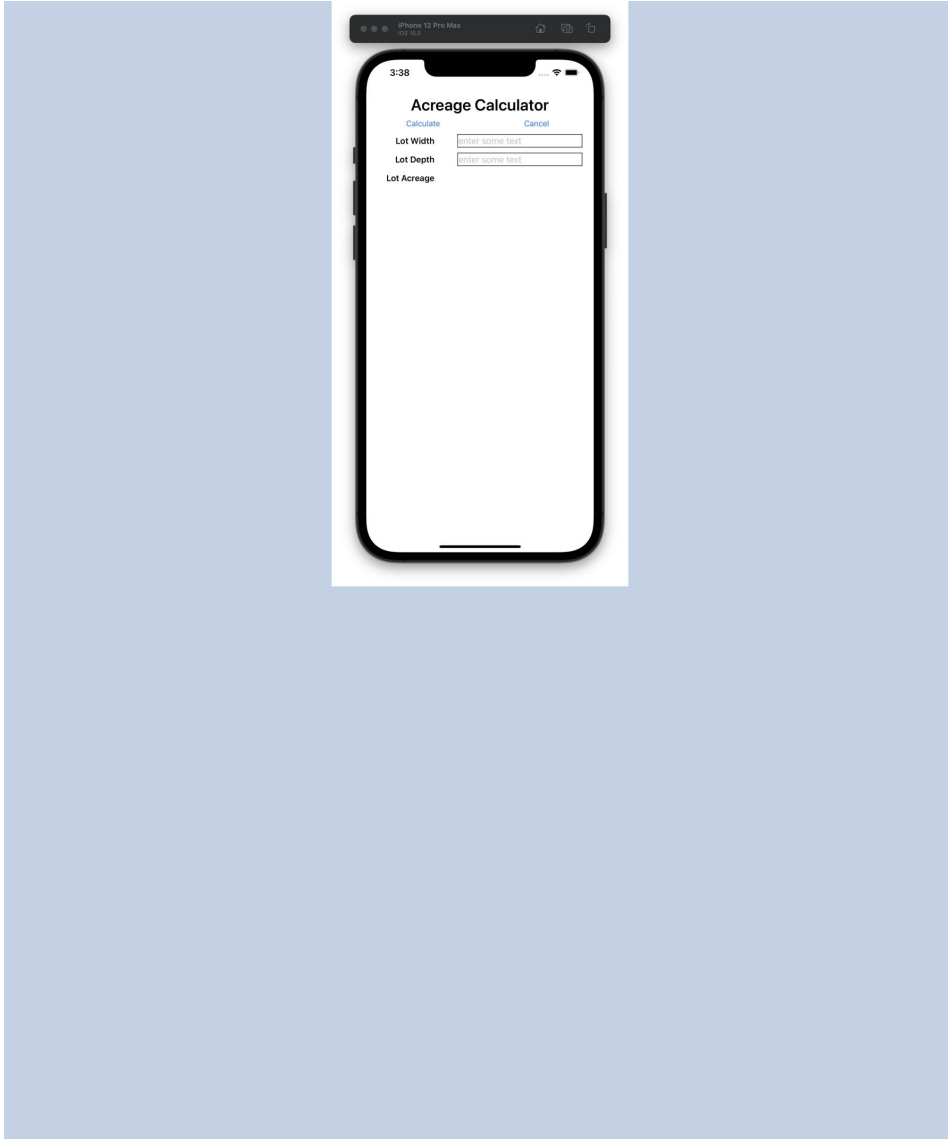 iPhone 12 Pro Max
iOS 15.5
3:38
Acreage Calculator
Calculate Cancel
Lot Width enter some text
Lot Depth enter some text
Lot Acreage